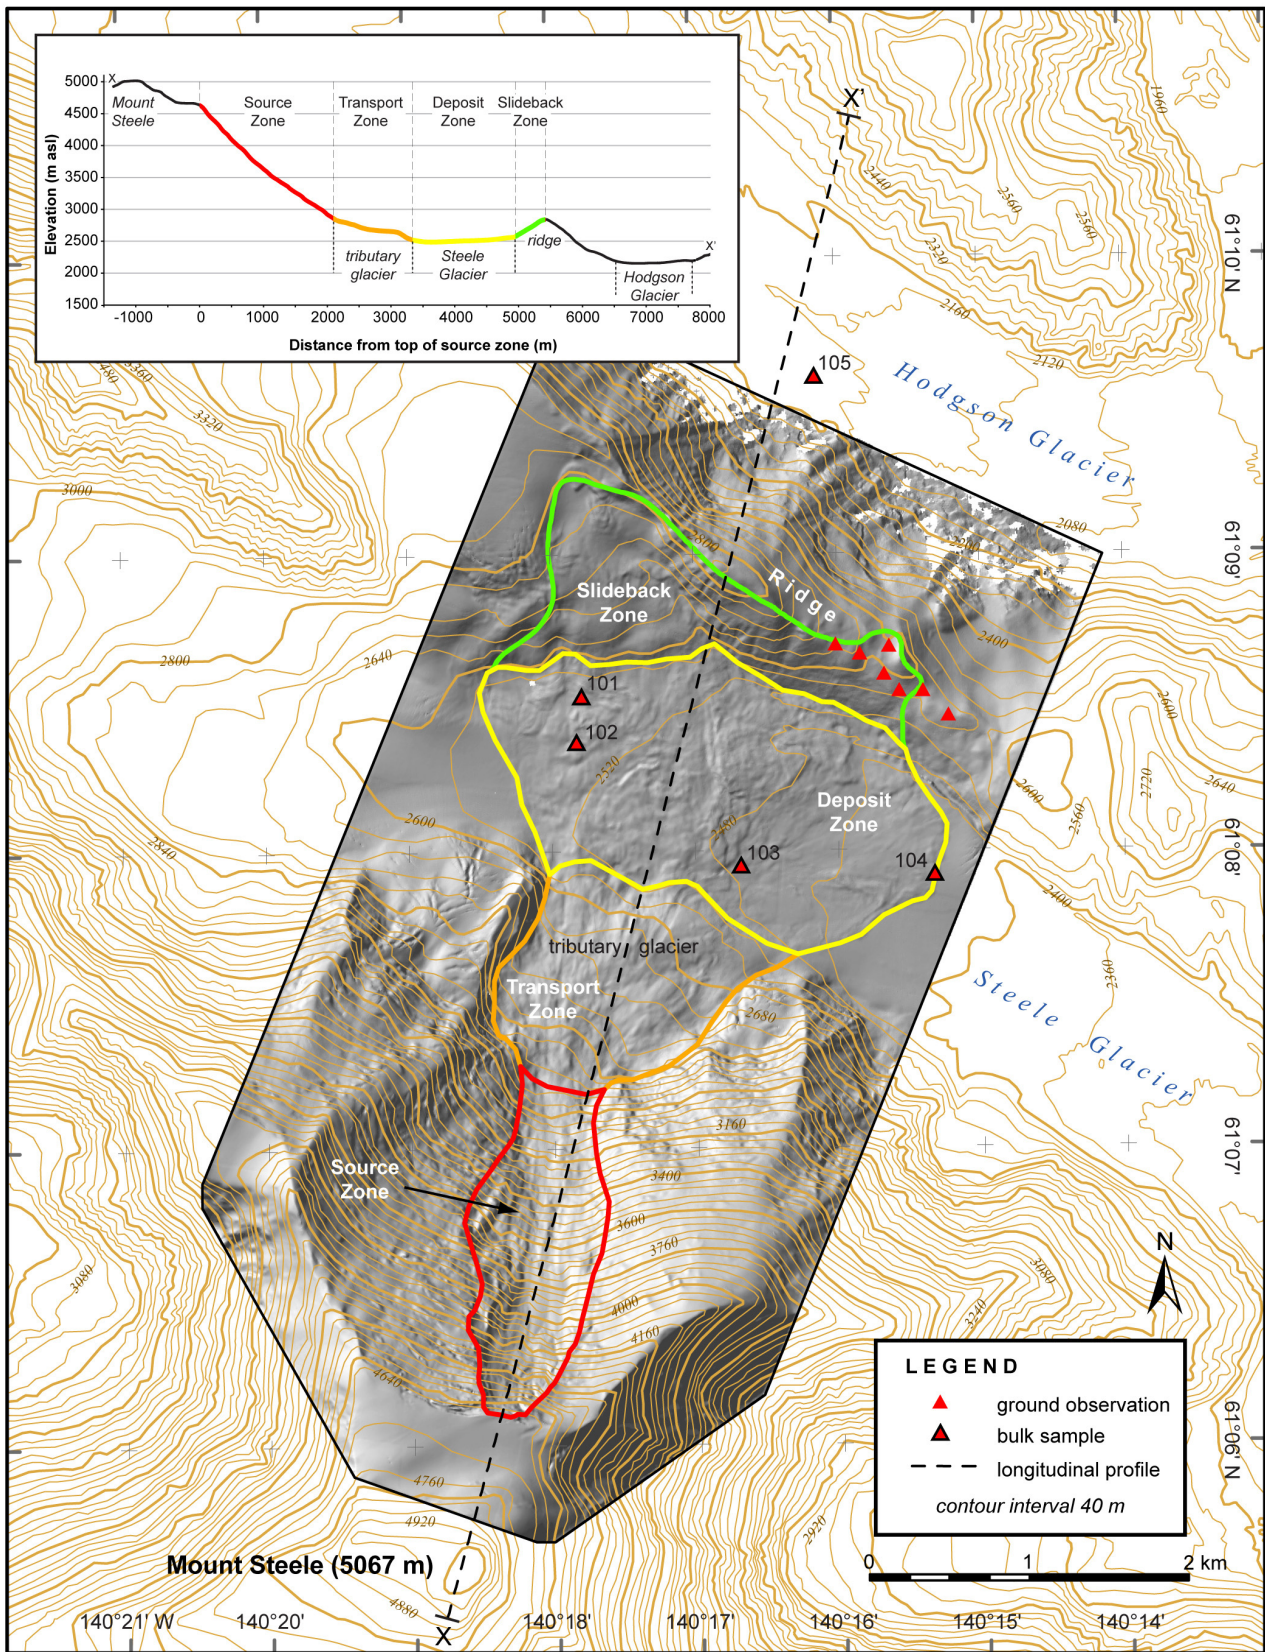 X
5000
4500
4000
3500
3000
2500
2000
1500
Elevation (m asl)
Mount
Steele
Source
Zone
Transport
Zone
Deposit
Zone
Slideback
Zone
tributary
glacier
Steele
Glacier
ridge
Hodgson
Glacier
X'
-1000 0 1000 2000 3000 4000 5000 6000 7000 8000
Distance from top of source zone (m)
X'
1960
2440
2560
2560
2320
2160
2120
61°10' N
480
3360
3320
105
Hodgson Glacier
3000
2080
2200
2800
61°09'
Slideback
Zone
Ridge
2400
2800
2640
101
102
2520
2600
2720
2640
2600
2560
Deposit
Zone
2480
2600
2840
103
104
61°08'
2400
tributary glacier
Transport
Zone
2680
2360
Steele Glacier
3160
Source
Zone
3400
3600
3760
61°07'
N
3080
3080
3240
4000
4160
4640
LEGEND
ground observation
bulk sample
longitudinal profile
contour interval 40 m
61°06' N
4760
4920
2920
Mount Steele (5067 m)
0 1 2 km
4880
X
140°21' W 140°20' 140°18' 140°17' 140°16' 140°15' 140°14'